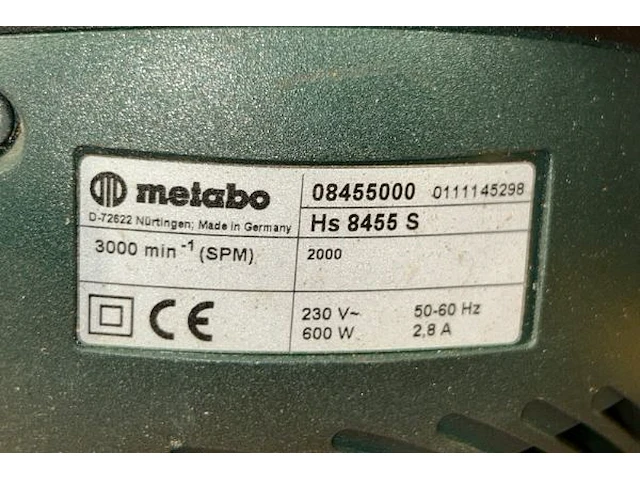 metabo
D-72622 Nürtingen; Made in Germany
08455000 0111145298
Hs 8455 S
3000 min⁻¹ (SPM)
2000
CE
230 V~ 50-60 Hz
600 W 2,8 A